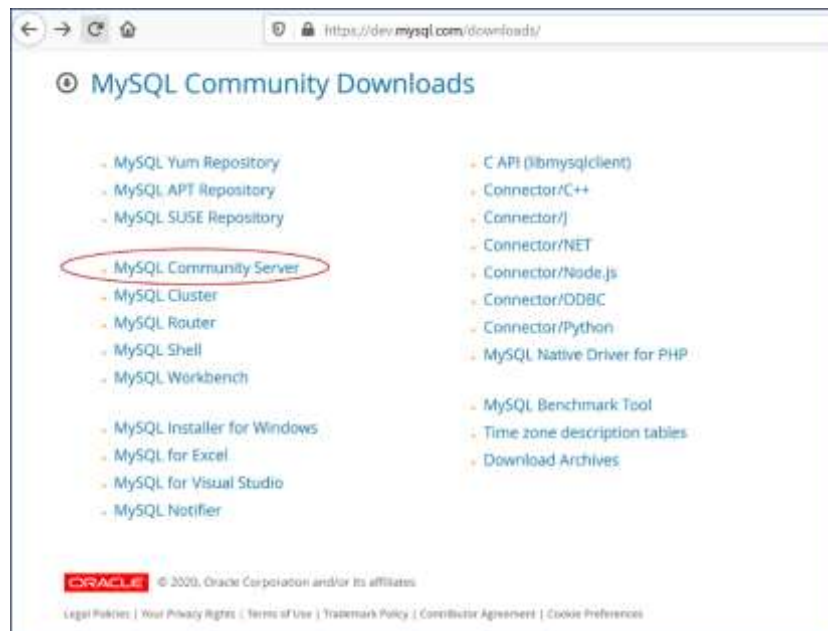 https://dev.mysql.com/downloads/
MySQL Community Downloads
MySQL Yum Repository
MySQL APT Repository
MySQL SUSE Repository
MySQL Community Server
MySQL Cluster
MySQL Router
MySQL Shell
MySQL Workbench
MySQL Installer for Windows
MySQL for Excel
MySQL for Visual Studio
MySQL Notifier
C API (libmysqlclient)
Connector/C++
Connector/J
Connector/NET
Connector/Node.js
Connector/ODBC
Connector/Python
MySQL Native Driver for PHP
MySQL Benchmark Tool
Time zone description tables
Download Archives
ORACLE © 2020, Oracle Corporation and/or its affiliates
Legal Policies | Your Privacy Rights | Terms of Use | Trademark Policy | Contributor Agreement | Cookie Preferences